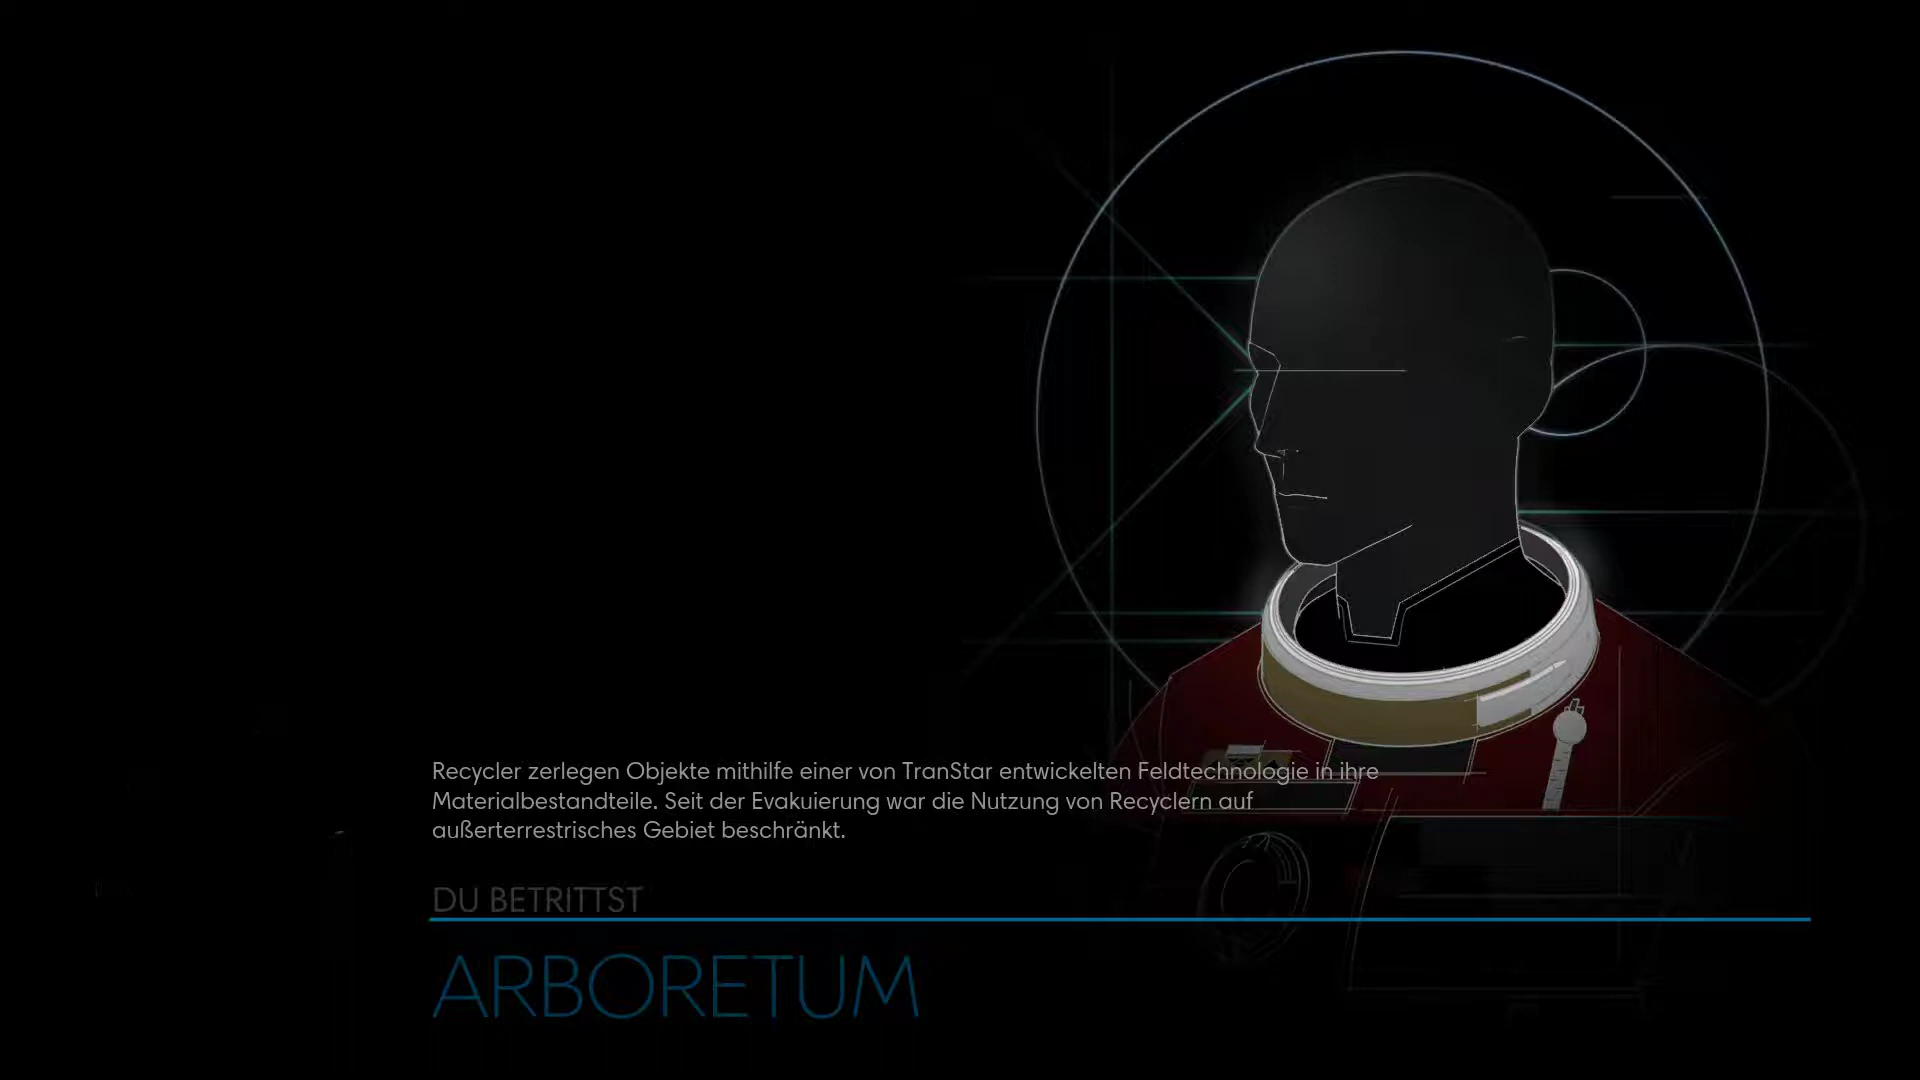 Recycler zerlegen Objekte mithilfe einer von TranStar entwickelten Feldtechnologie in ihre
Materialbestandteile. Seit der Evakuierung war die Nutzung von Recyclern auf
außerterrestrisches Gebiet beschränkt.
DU BETRITTST
ARBORETUM